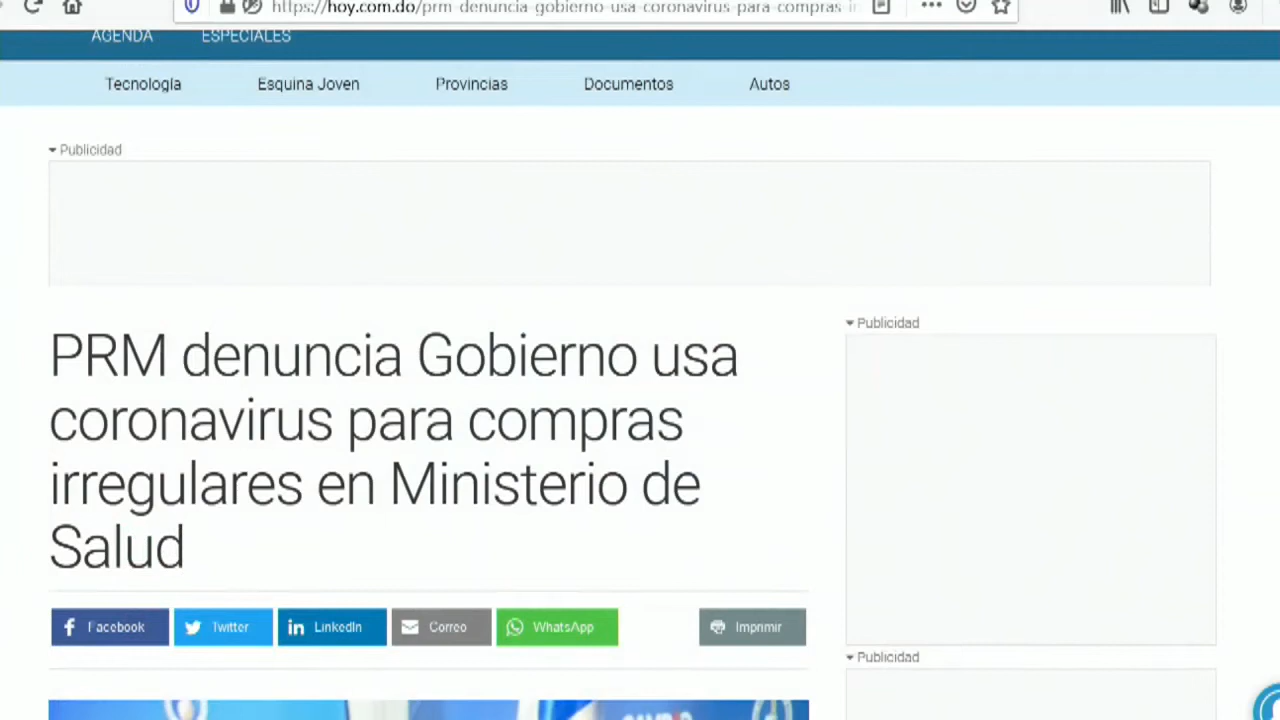 https://hoy.com.do/prm-denuncia-gobierno-usa-coronavirus-para-compras-ir
AGENDA ESPECIALES
Tecnología Esquina Joven Provincias Documentos Autos
Publicidad
PRM denuncia Gobierno usa
coronavirus para compras
irregulares en Ministerio de
Salud
Publicidad
Facebook Twitter LinkedIn Correo WhatsApp Imprimir
Publicidad